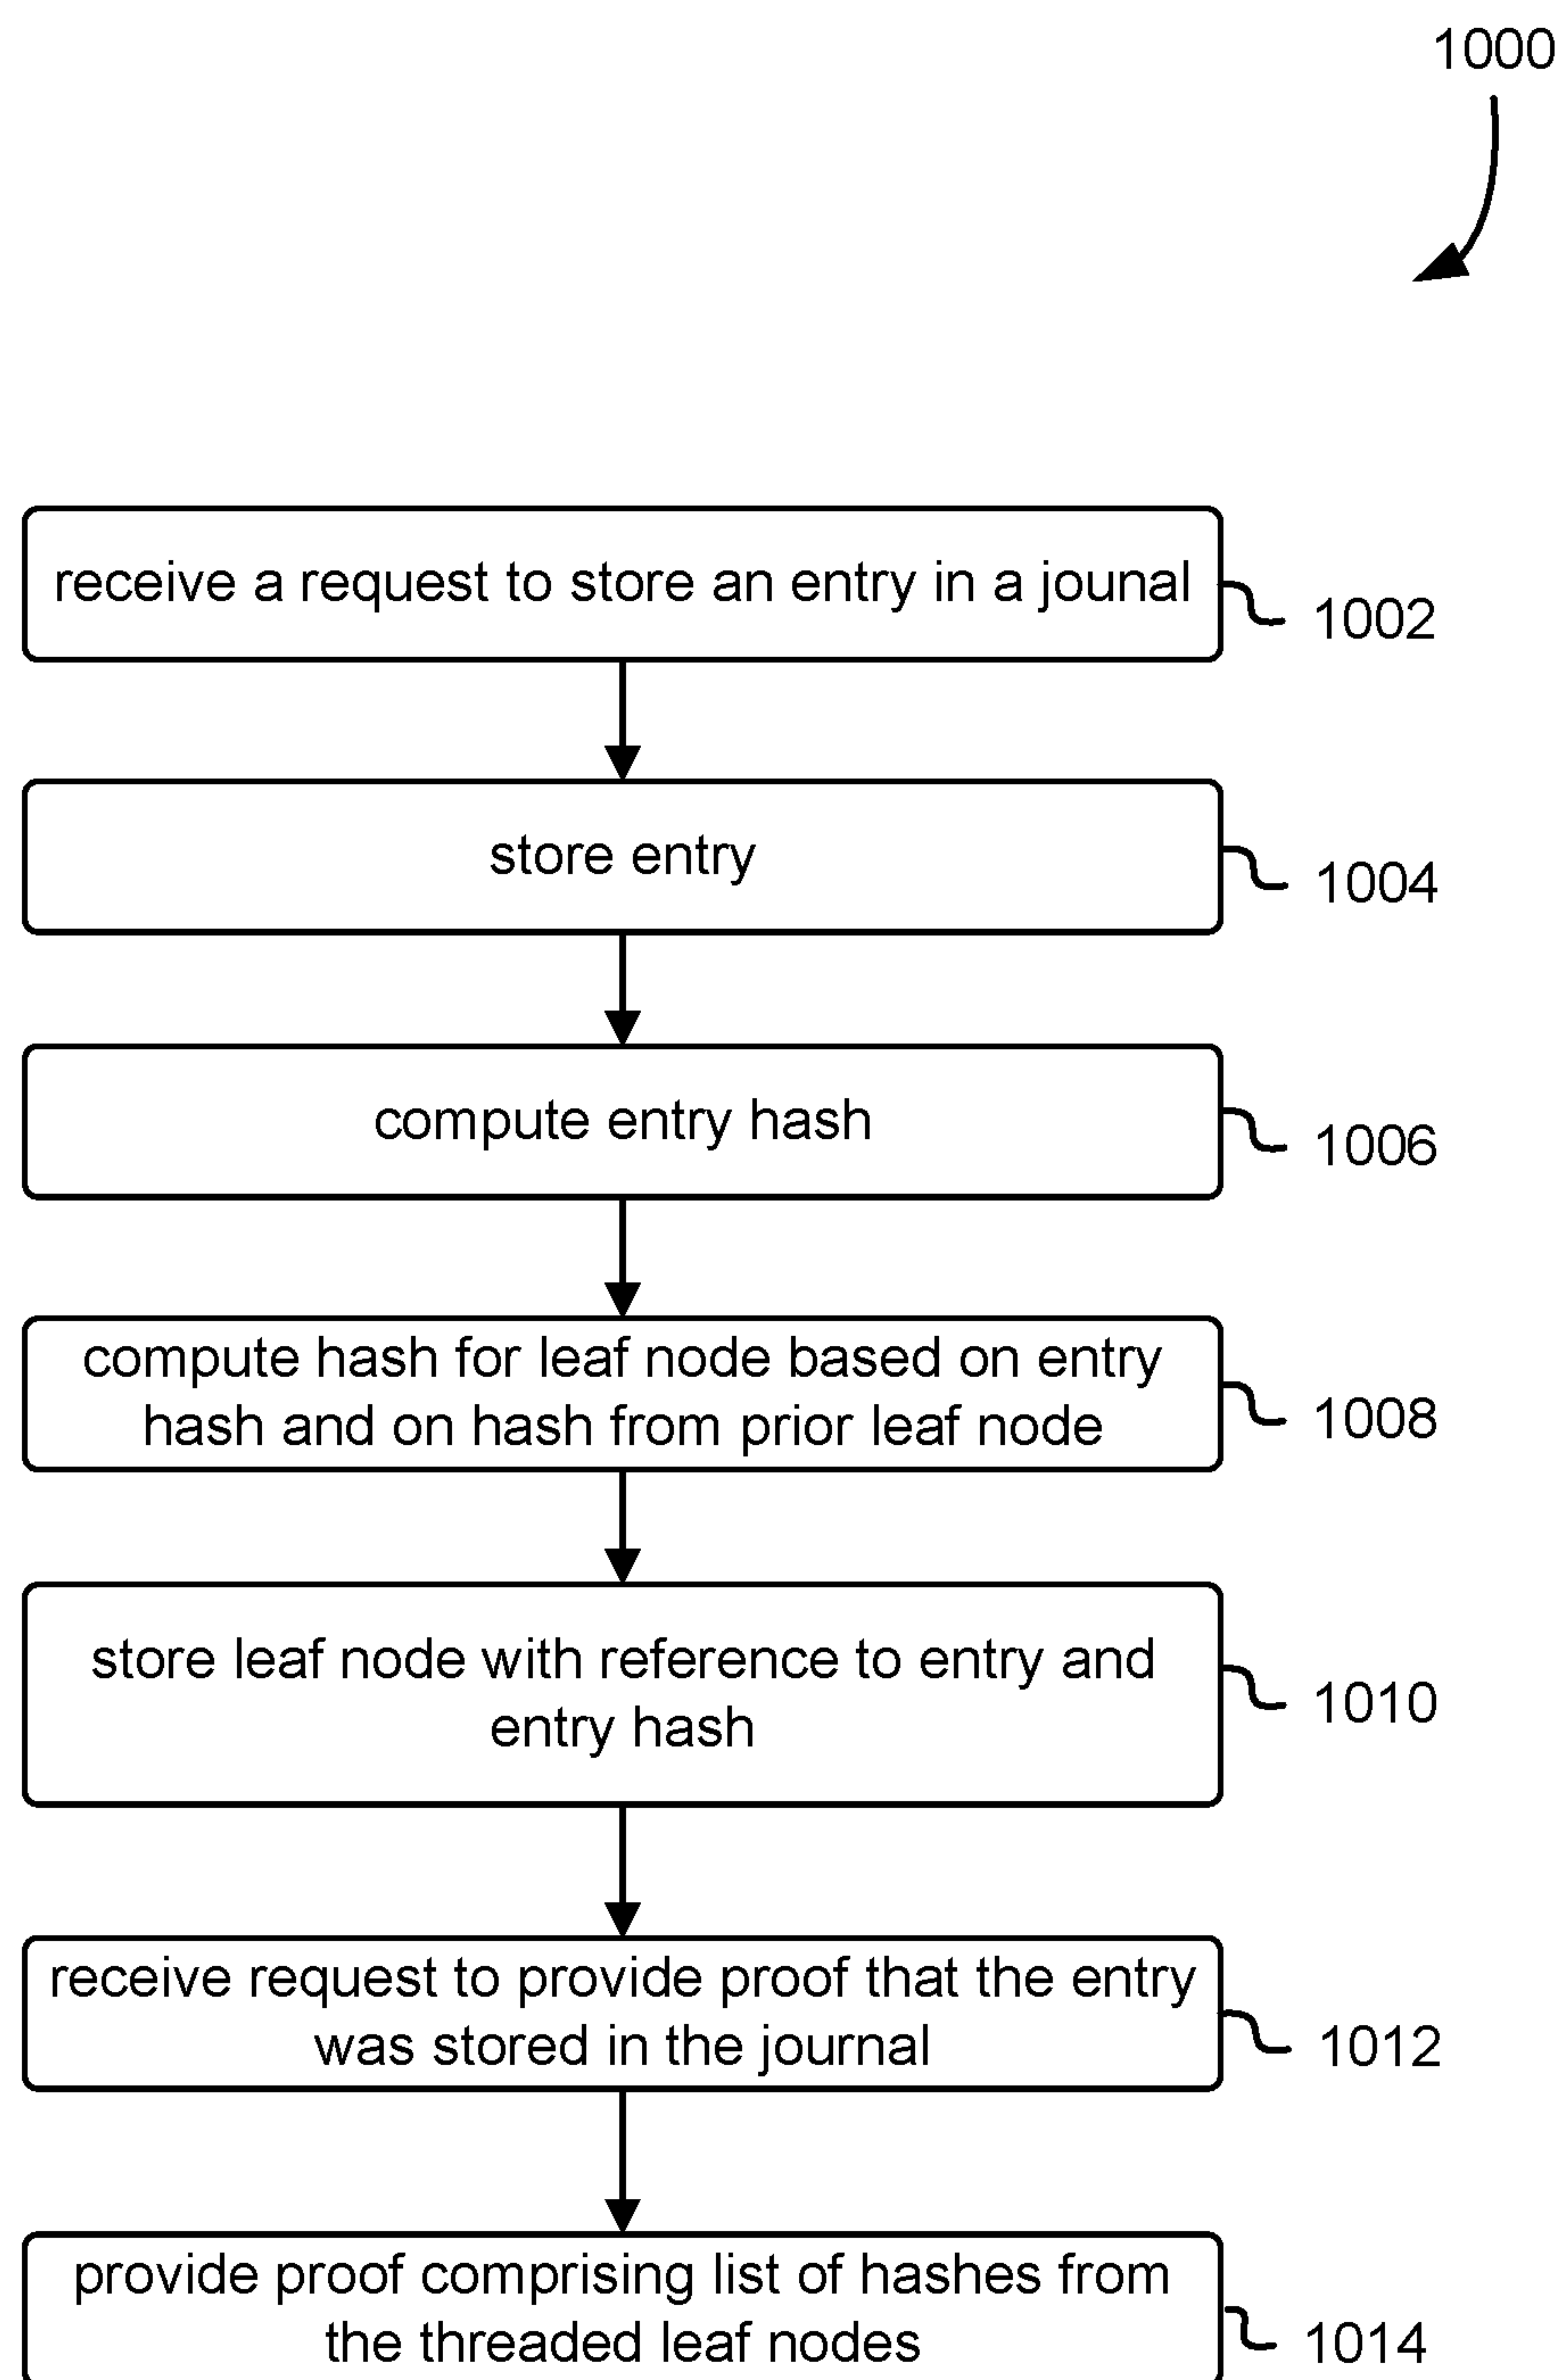 1000
receive a request to store an entry in a jounal
1002
store entry
1004
compute entry hash
1006
compute hash for leaf node based on entry
hash and on hash from prior leaf node
1008
store leaf node with reference to entry and
entry hash
1010
receive request to provide proof that the entry
was stored in the journal
1012
provide proof comprising list of hashes from
the threaded leaf nodes
1014